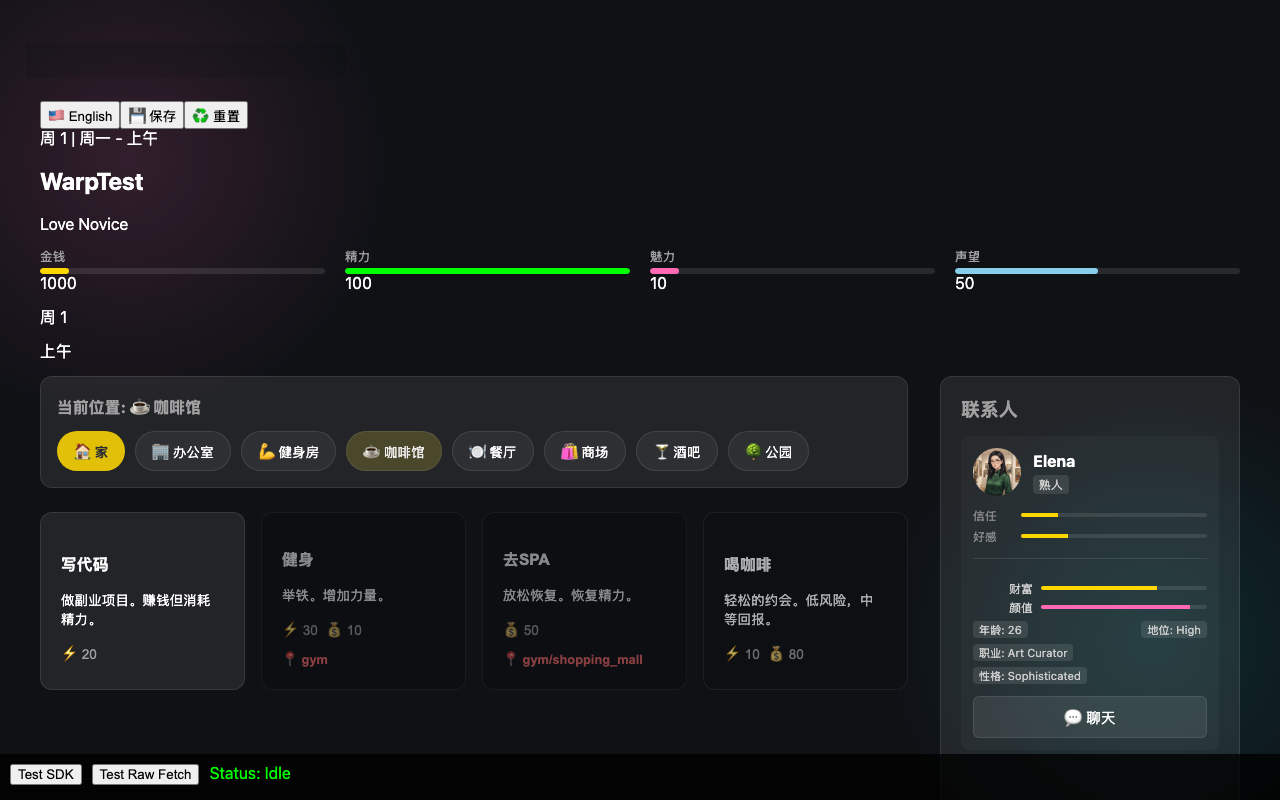 English 保存 重置
周 1 | 周一 - 上午
WarpTest
Love Novice
金钱 精力 魅力 声望
1000 100 10 50
周 1
上午
当前位置: 咖啡馆
家 办公室 健身房 咖啡馆 餐厅 商场 酒吧 公园
写代码
做副业项目。赚钱但消耗
精力。
20
健身
举铁。增加力量。
30 10
gym
去SPA
放松恢复。恢复精力。
50
gym/shopping_mall
喝咖啡
轻松的约会。低风险，中
等回报。
10 80
联系人
Elena
熟人
信任
好感
财富
颜值
年龄: 26 地位: High
职业: Art Curator
性格: Sophisticated
聊天
Test SDK Test Raw Fetch Status: Idle